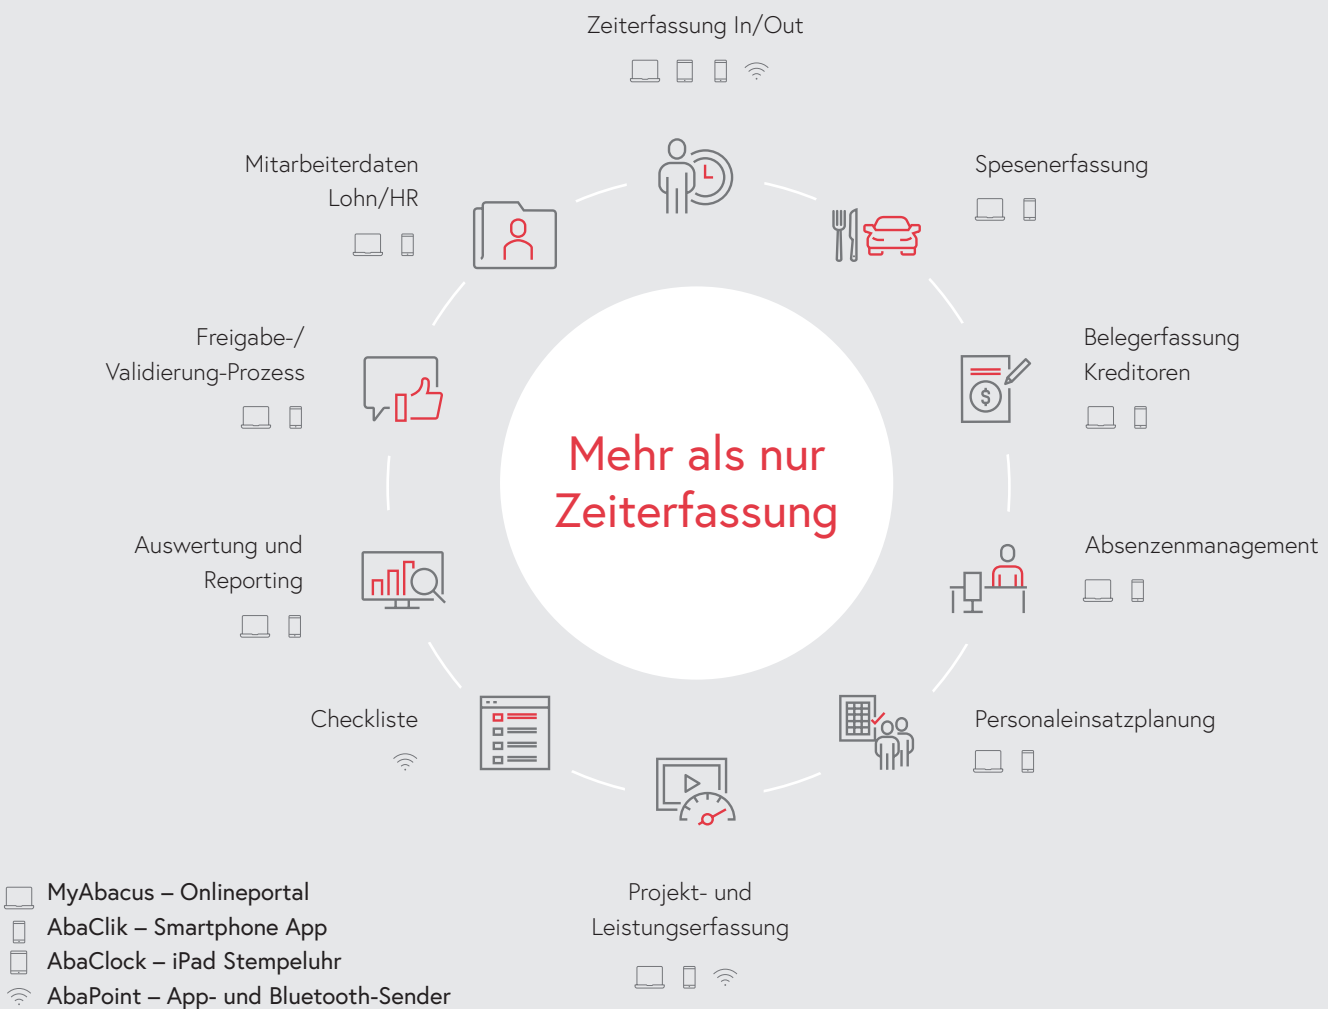 Zeiterfassung In/Out
Mitarbeiterdaten
Lohn/HR
Spesenerfassung
Freigabe-/
Validierung-Prozess
Belegerfassung
Kreditoren
Mehr als nur
Zeiterfassung
Auswertung und
Reporting
Absenzenmanagement
Checkliste
Personaleinsatzplanung
Projekt- und
Leistungserfassung
MyAbacus – Onlineportal
AbaClik – Smartphone App
AbaClock – iPad Stempeluhr
AbaPoint – App- und Bluetooth-Sender